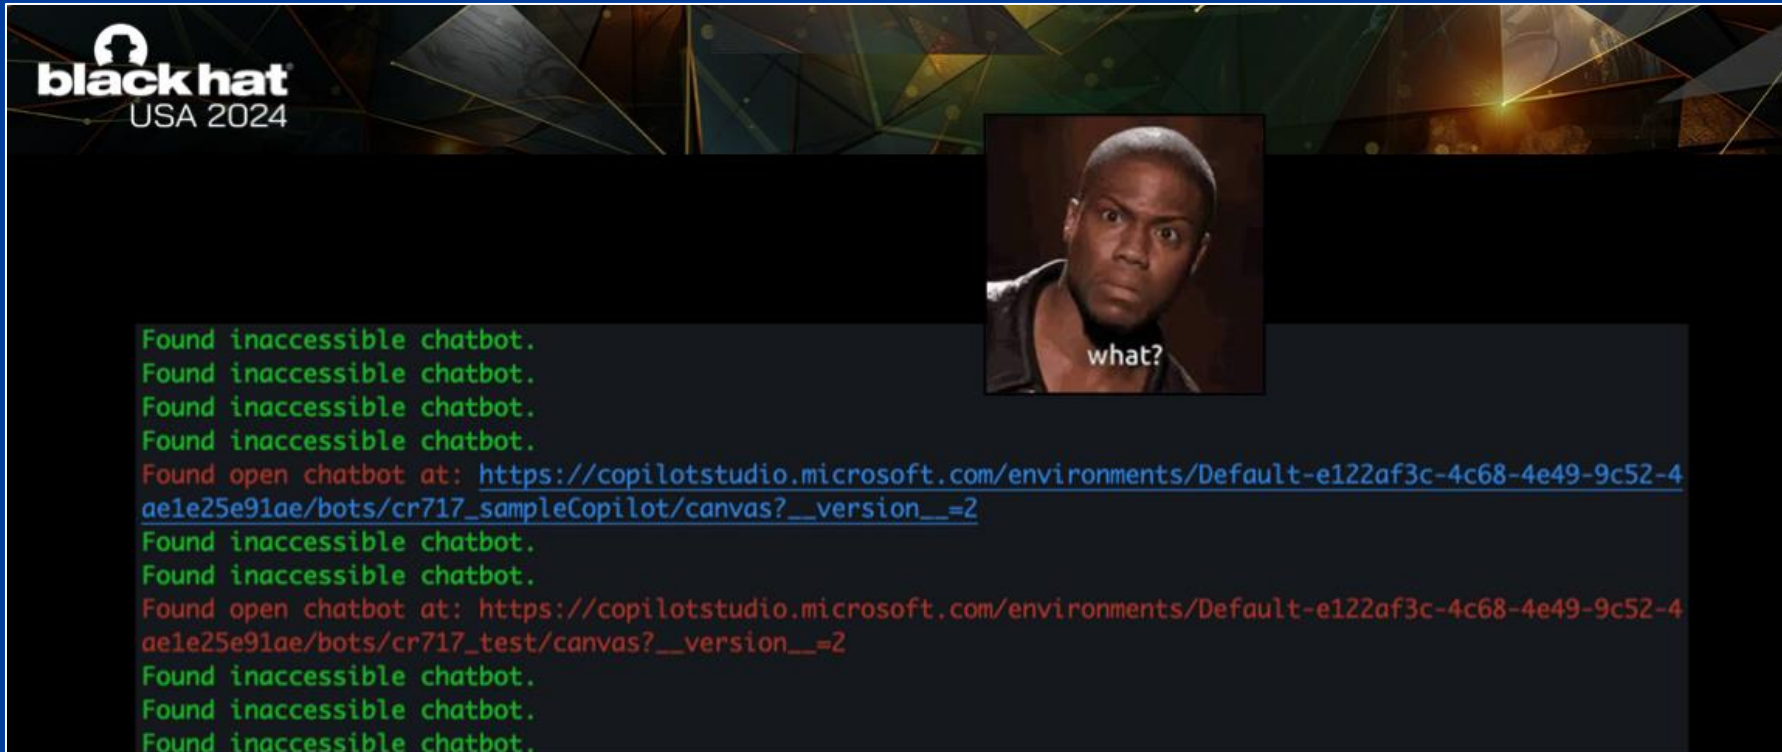 black hat
USA 2024
what?
Found inaccessible chatbot.
Found inaccessible chatbot.
Found inaccessible chatbot.
Found inaccessible chatbot.
Found open chatbot at: https://copilotstudio.microsoft.com/environments/Default-e122af3c-4c68-4e49-9c52-4
ae1e25e91ae/bots/cr717_sampleCopilot/canvas?__version__=2
Found inaccessible chatbot.
Found inaccessible chatbot.
Found open chatbot at: https://copilotstudio.microsoft.com/environments/Default-e122af3c-4c68-4e49-9c52-4
ae1e25e91ae/bots/cr717_test/canvas?__version__=2
Found inaccessible chatbot.
Found inaccessible chatbot.
Found inaccessible chatbot.